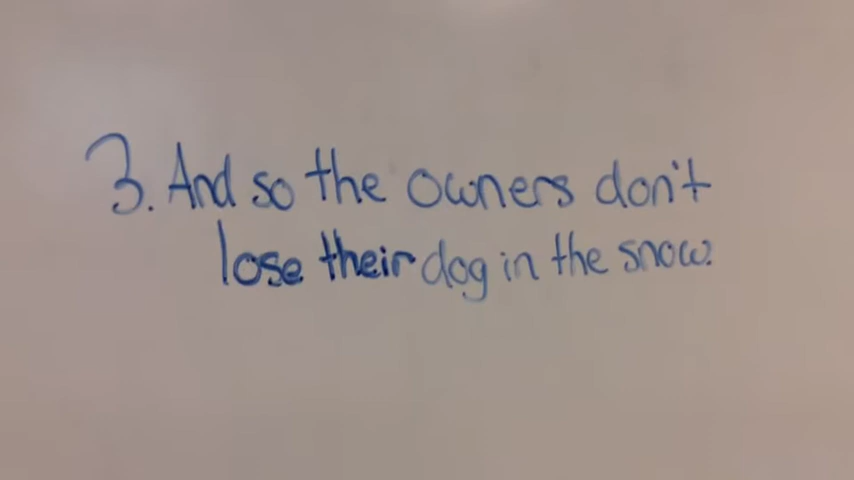 3. And so the owners don't
lose their dog in the snow.